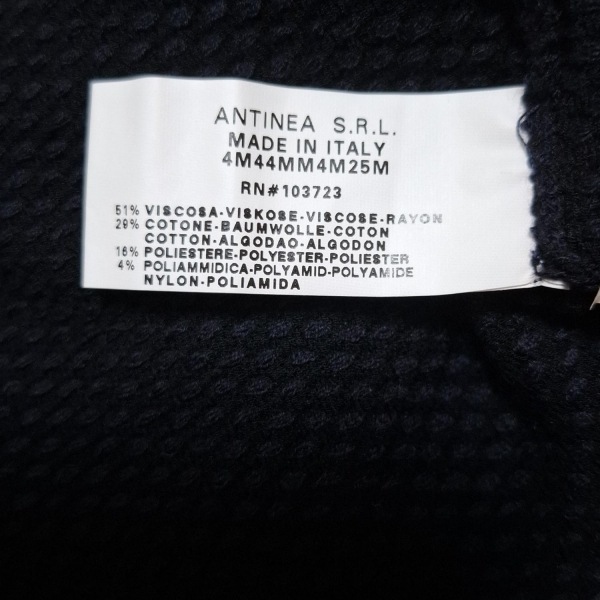 ANTINEA S.R.L.
MADE IN ITALY
4M44MM4M25M
RN#103723
51% VISCOSA-VISKOSE-VISCOSE-RAYON
29% COTONE-BAUMWOLLE-COTON
COTTON-ALGODAO-ALGODON
16% POLIESTERE-POLYESTER-POLIESTER
4% POLIAMMIDICA-POLYAMID-POLYAMIDE
NYLON-POLIAMIDA